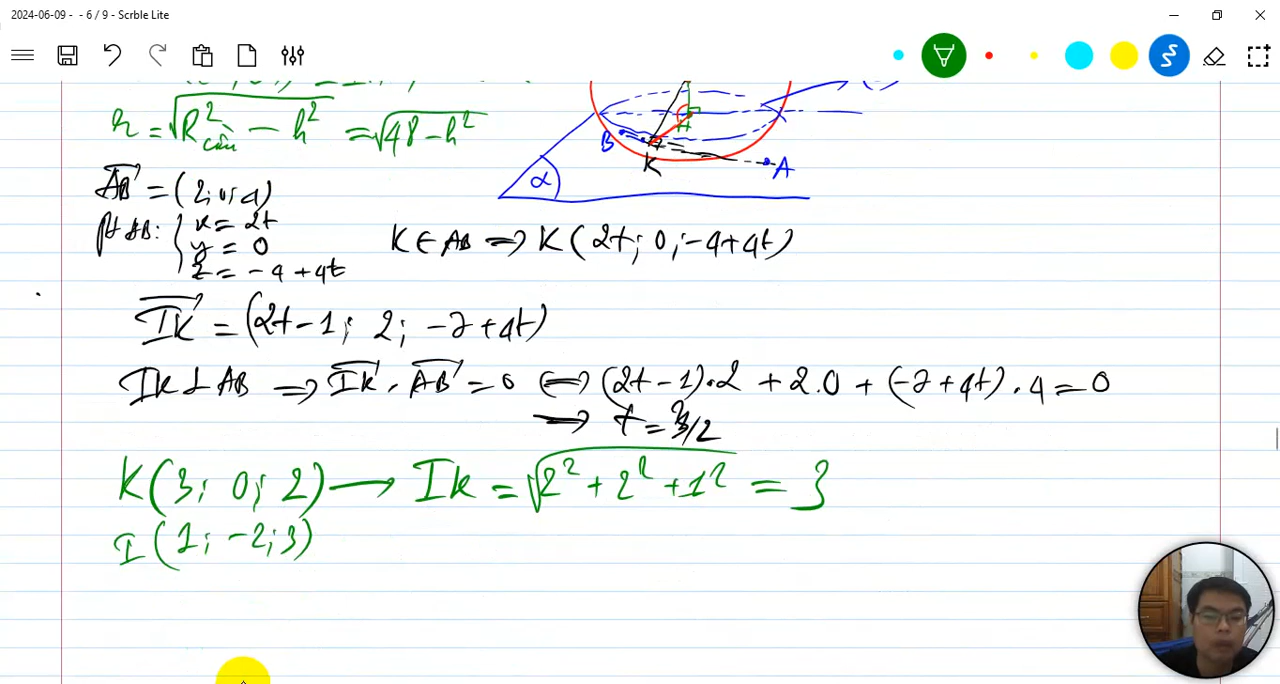 2024-06-09 - - 6 / 9 - Scrble Lite
r = √(R²cầu − h²) = √(48 − h²)
B H
K A
α
AB = (2; 0; 4)
pt AB: { x = 2t
y = 0
z = −4 + 4t
K ∈ AB ⇒ K(2t; 0; −4 + 4t)
IK = (2t − 1; 2; −7 + 4t)
IK ⊥ AB ⇒ IK . AB = 0 ⇔ (2t − 1).2 + 2.0 + (−7 + 4t).4 = 0
⇒ t = 3/2
K(3; 0; 2) → IK = √(2² + 2² + 1²) = 3
I(1; −2; 3)